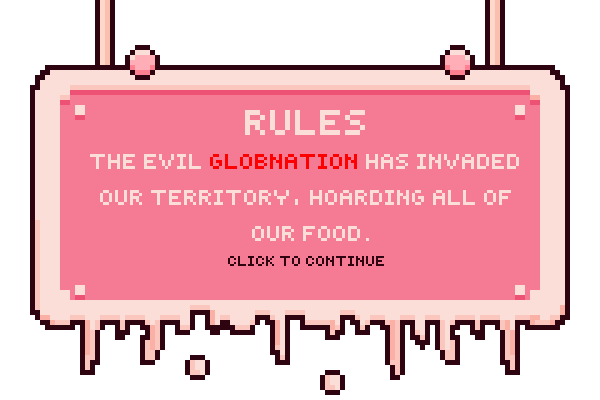 RULES
THE EVIL GLOBNATION HAS INVADED
OUR TERRITORY, HOARDING ALL OF
OUR FOOD.
CLICK TO CONTINUE